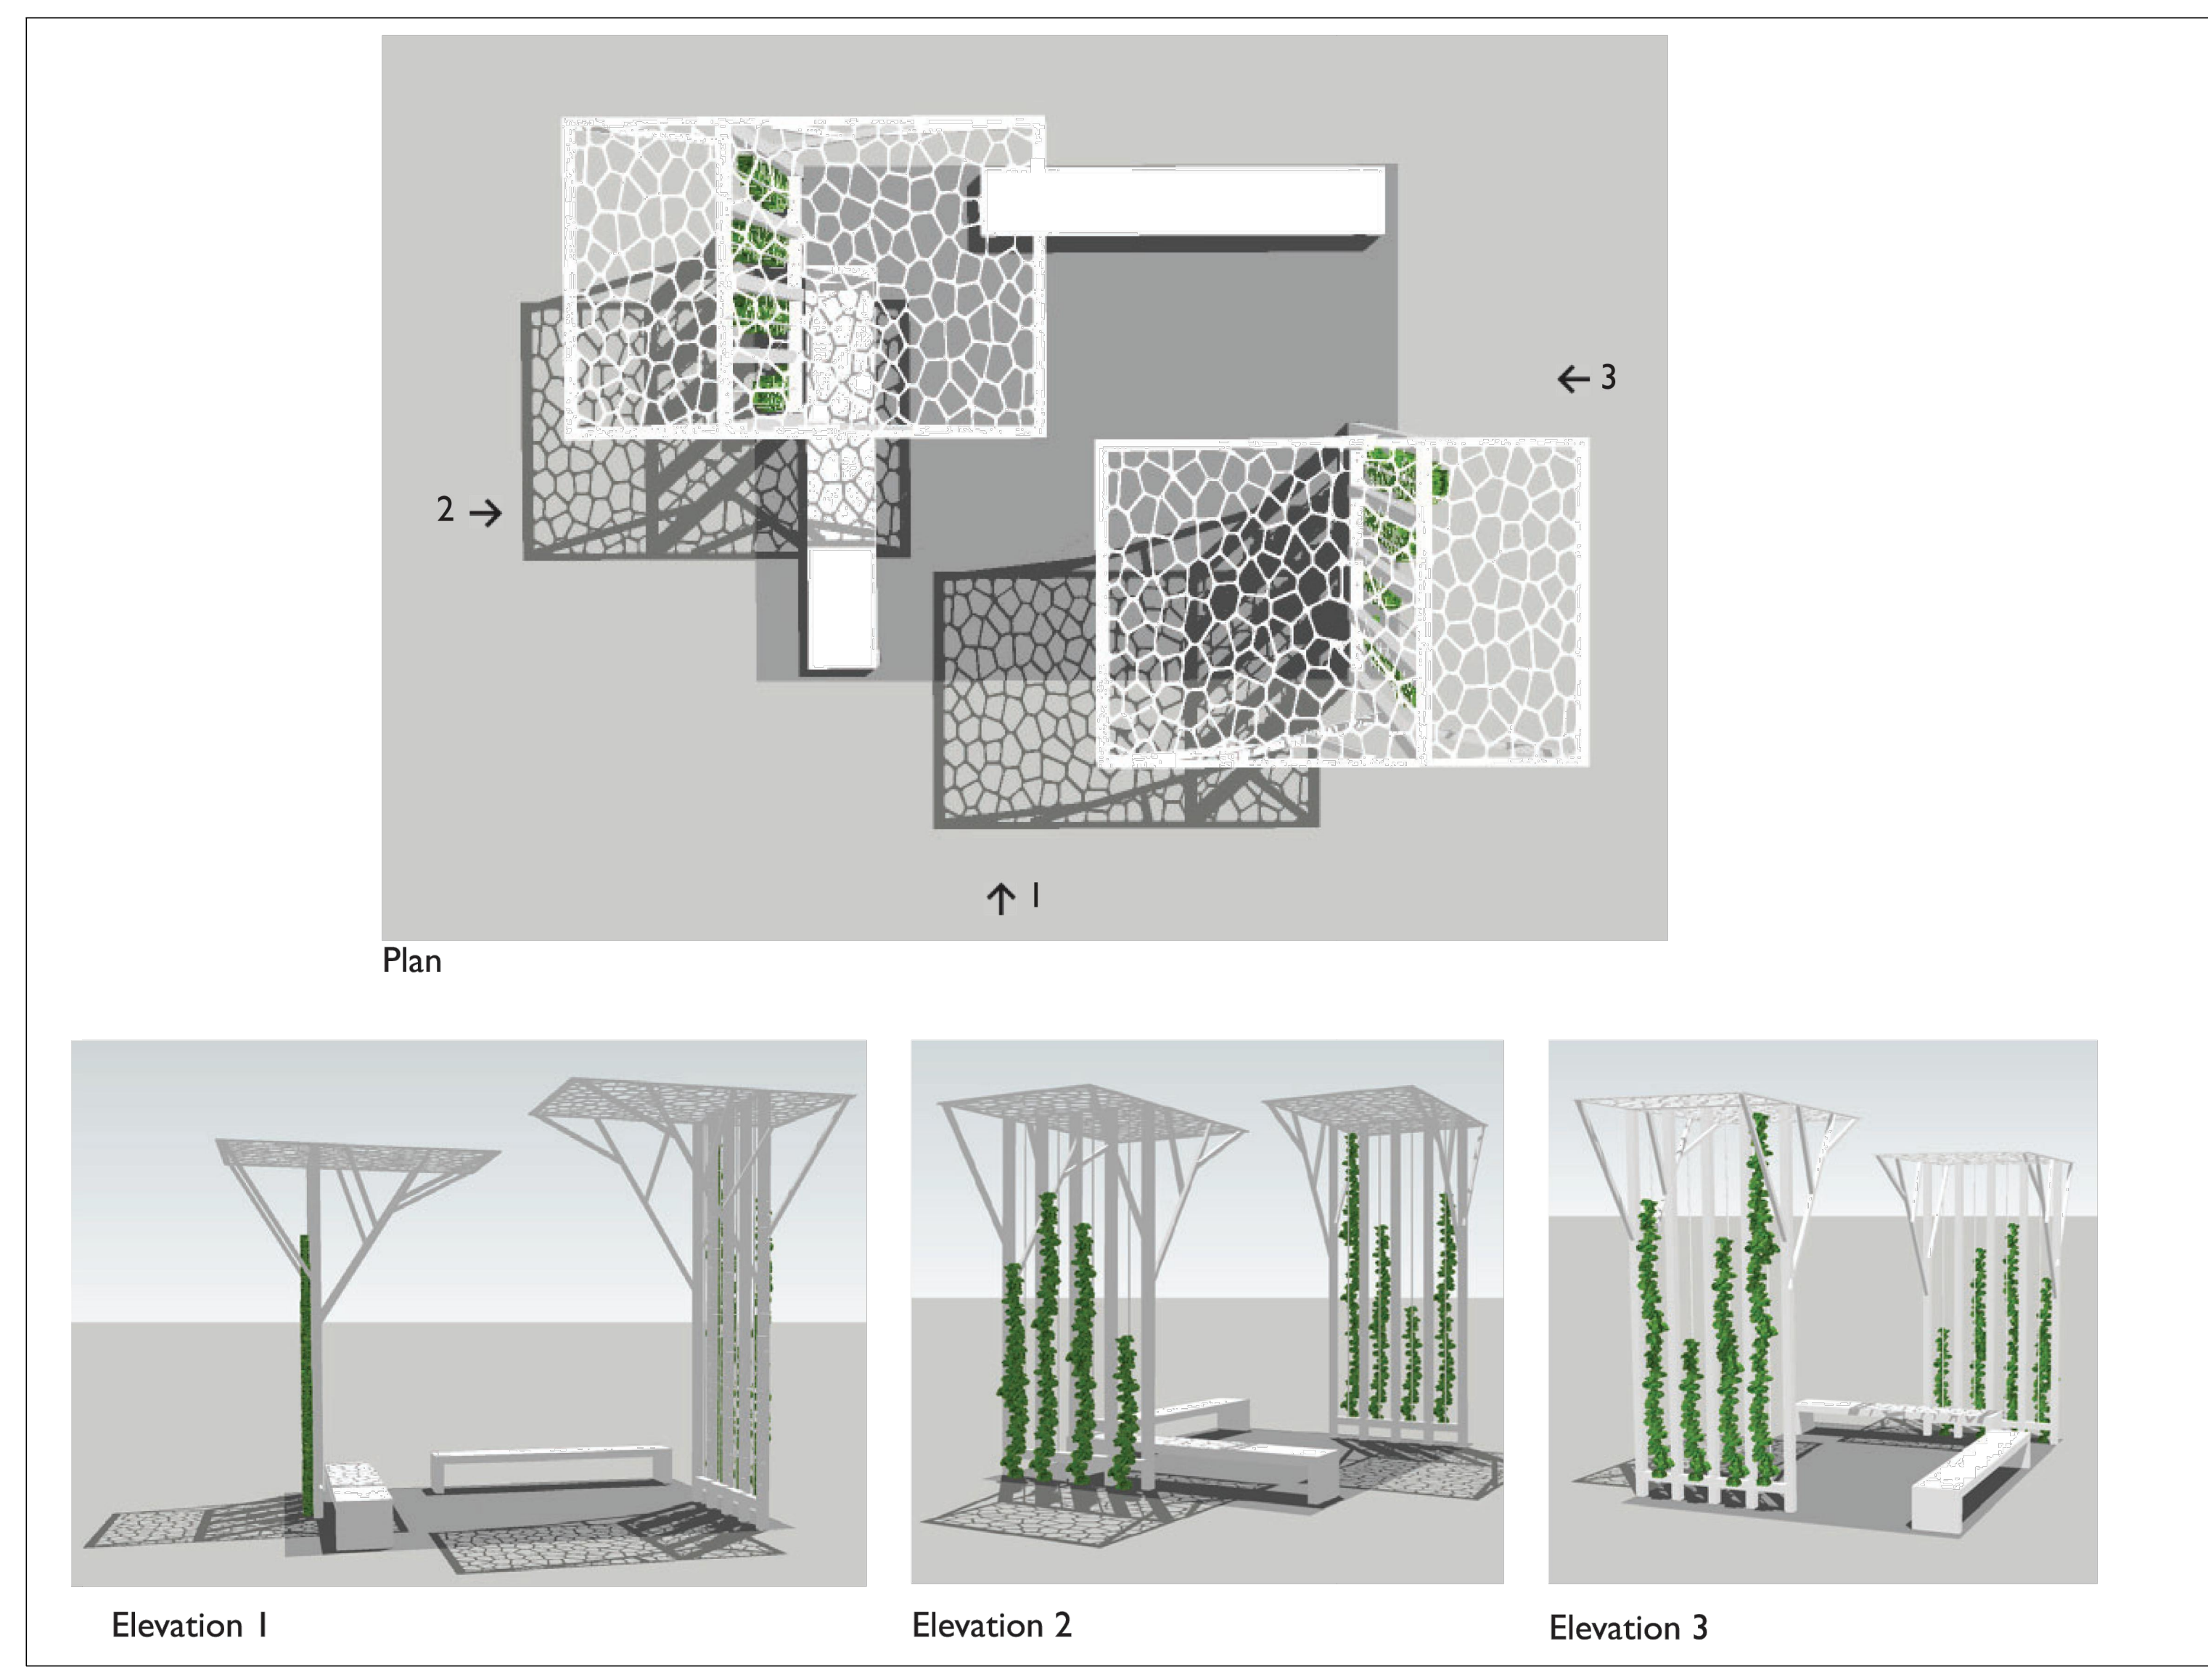 ← 3
2 →
↑ 1
Plan
Elevation 1
Elevation 2
Elevation 3